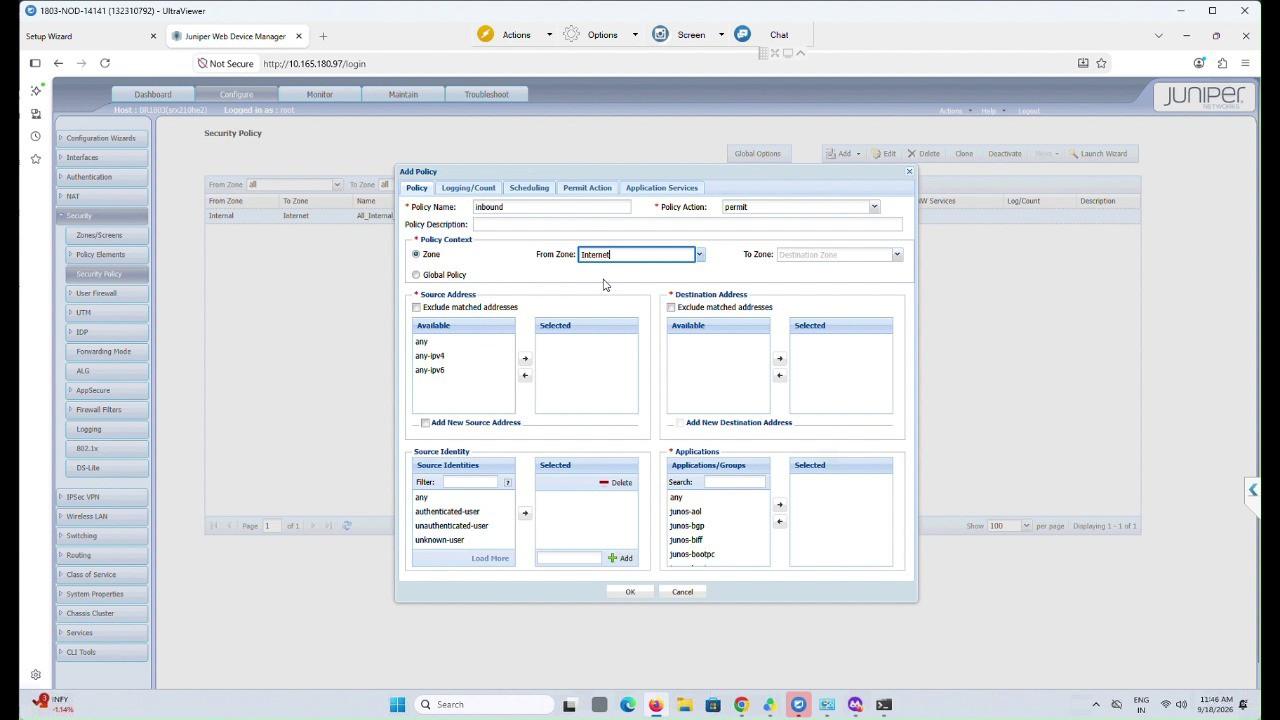 1803-NOD-14141 (132310792) - UltraViewer
Setup Wizard
Juniper Web Device Manager
Actions
Options
Screen
Chat
Not Secure
http://10.165.180.97/login
Dashboard
Configure
Monitor
Maintain
Troubleshoot
JUNIPER
NETWORKS
Host : BR1803(srx210he2)
Logged in as : root
Actions
Help
Logout
Configuration Wizards
Interfaces
Authentication
NAT
Security
Zones/Screens
Policy Elements
Security Policy
User Firewall
UTM
IDP
Forwarding Mode
ALG
AppSecure
Firewall Filters
Logging
802.1x
DS-Lite
IPSec VPN
Wireless LAN
Switching
Routing
Class of Service
System Properties
Chassis Cluster
Services
CLI Tools
Security Policy
Global Options
Add
Edit
Delete
Clone
Deactivate
Move
Launch Wizard
From Zone
all
To Zone
all
From Zone
To Zone
Name
NW Services
Log/Count
Description
Internal
Internet
All_Internal_
Page 1 of 1
Show 100 per page
Displaying 1 - 1 of 1
Add Policy
Policy
Logging/Count
Scheduling
Permit Action
Application Services
* Policy Name: inbound
* Policy Action: permit
Policy Description:
* Policy Context
Zone
From Zone: Internet
To Zone: Destination Zone
Global Policy
* Source Address
Exclude matched addresses
Available
Selected
any
any-ipv4
any-ipv6
Add New Source Address
* Destination Address
Exclude matched addresses
Available
Selected
Add New Destination Address
Source Identity
Source Identities
Selected
Filter:
?
Delete
any
authenticated-user
unauthenticated-user
unknown-user
Load More
Add
* Applications
Applications/Groups
Selected
Search:
any
junos-aol
junos-bgp
junos-biff
junos-bootpc
OK
Cancel
3
INFY
-1.14%
Search
ENG
IN
11:46 AM
9/18/2026